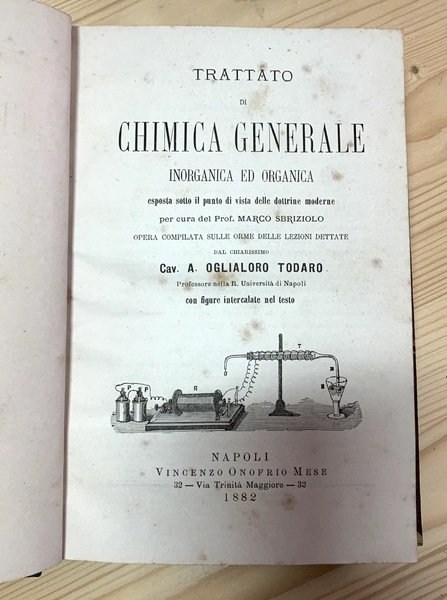 TRATTATO
DI
CHIMICA GENERALE
INORGANICA ED ORGANICA
esposta sotto il punto di vista delle dottrine moderne
per cura del Prof. MARCO SBRIZIOLO
OPERA COMPILATA SULLE ORME DELLE LEZIONI DETTATE
DAL CHIARISSIMO
Cav. A. OGLIALORO TODARO
Professore nella R. Università di Napoli
con figure intercalate nel testo
T
P P R
NAPOLI
VINCENZO ONOFRIO MESE
32 — Via Trinità Maggiore — 32
1882